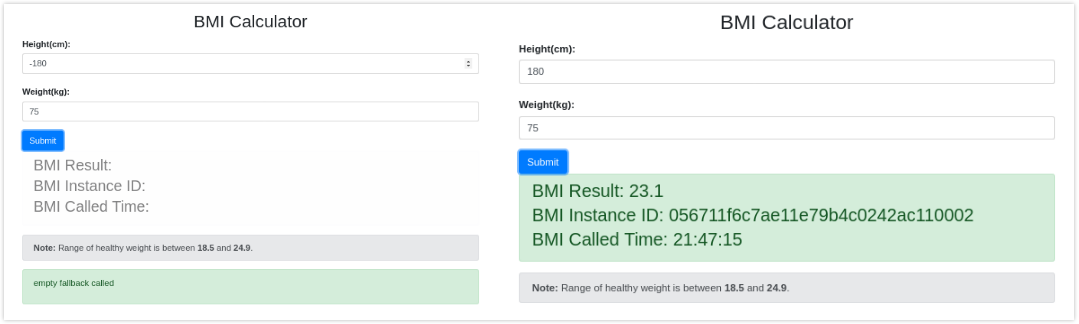 BMI Calculator
Height(cm):
-180
Weight(kg):
75
Submit
BMI Result:
BMI Instance ID:
BMI Called Time:
Note: Range of healthy weight is between 18.5 and 24.9.
empty fallback called
BMI Calculator
Height(cm):
180
Weight(kg):
75
Submit
BMI Result: 23.1
BMI Instance ID: 056711f6c7ae11e79b4c0242ac110002
BMI Called Time: 21:47:15
Note: Range of healthy weight is between 18.5 and 24.9.